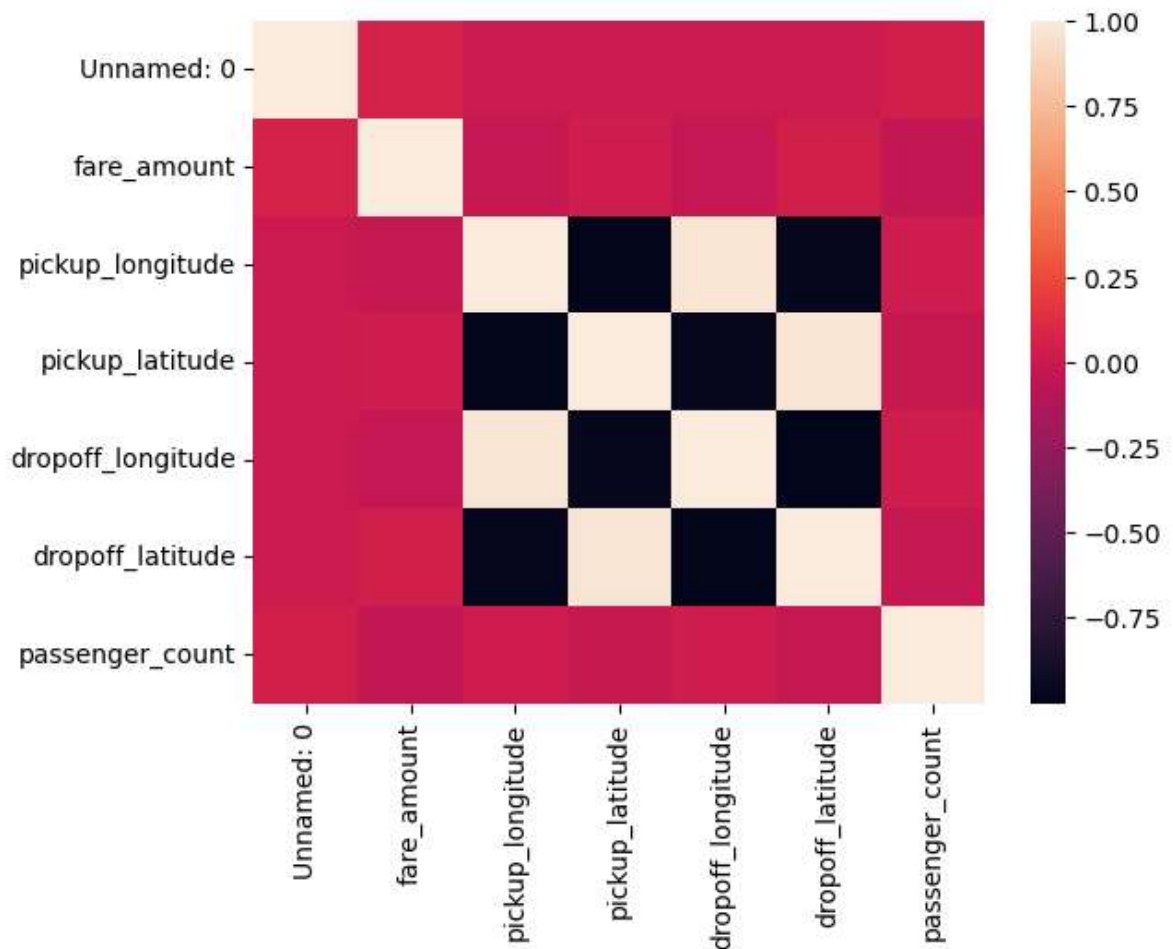 Unnamed: 0
fare_amount
pickup_longitude
pickup_latitude
dropoff_longitude
dropoff_latitude
passenger_count
Unnamed: 0
fare_amount
pickup_longitude
pickup_latitude
dropoff_longitude
dropoff_latitude
passenger_count
1.00
0.75
0.50
0.25
0.00
−0.25
−0.50
−0.75